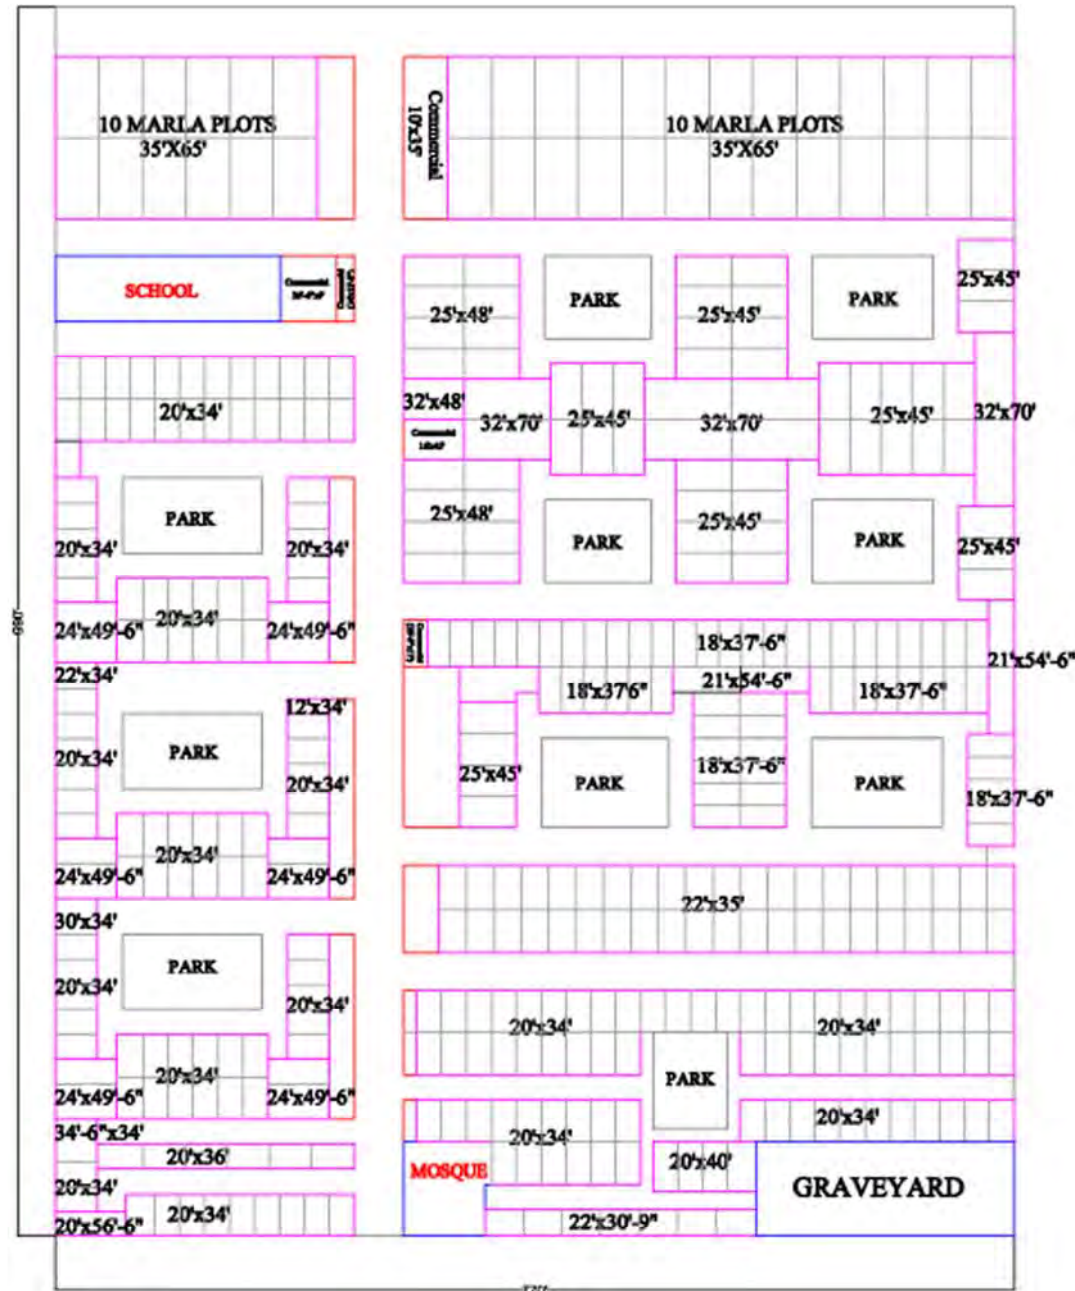 10 MARLA PLOTS
35'X65'
Commercial
10'x35'
10 MARLA PLOTS
35'X65'
SCHOOL
Commercial
25'x48'
PARK
25'x45'
PARK
25'x45'
20'x34'
32'x48'
Commercial
32'x70'
25'x45'
32'x70'
25'x45'
32'x70'
20'x34'
PARK
20'x34'
25'x48'
PARK
25'x45'
PARK
25'x45'
20'x34'
24'x49'-6"
24'x49'-6"
18'x37'-6"
21'x54'-6"
22'x34'
18'x37'6"
21'x54'-6"
18'x37'-6"
12'x34'
20'x34'
PARK
20'x34'
25'x45'
PARK
18'x37'-6"
PARK
18'x37'-6"
20'x34'
24'x49'-6"
24'x49'-6"
22'x35'
30'x34'
20'x34'
PARK
20'x34'
20'x34'
20'x34'
PARK
20'x34'
24'x49'-6"
24'x49'-6"
34'-6"x34'
20'x34'
20'x34'
20'x36'
MOSQUE
20'x40'
20'x34'
20'x34'
GRAVEYARD
20'x56'-6"
22'x30'-9"